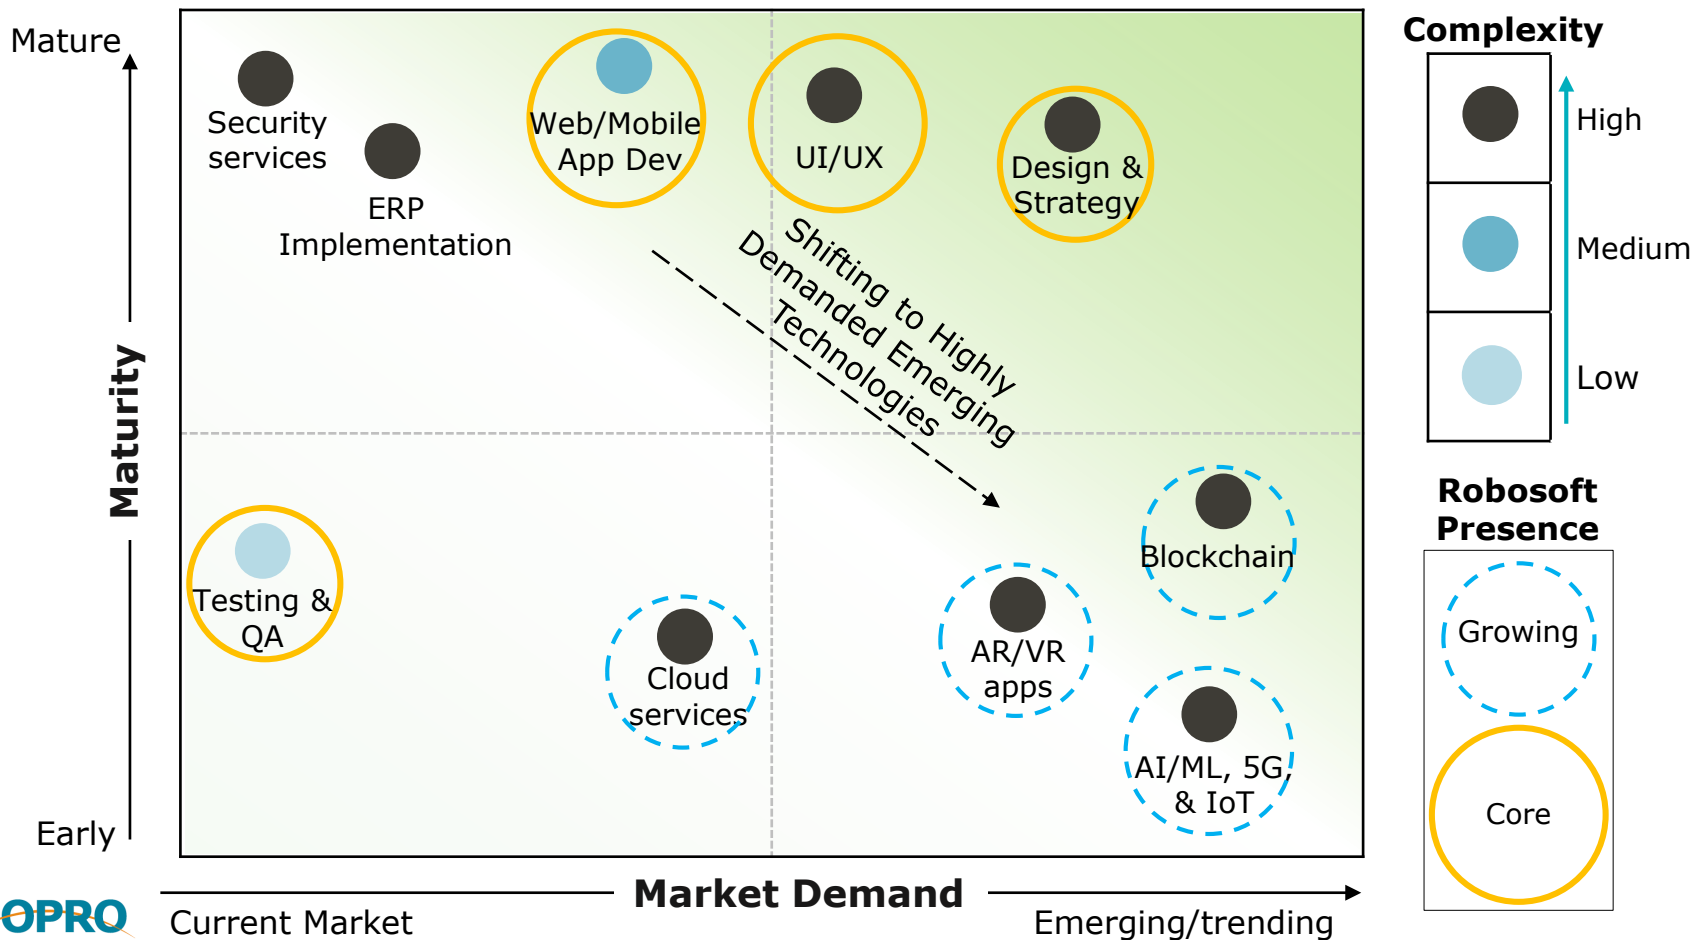 Mature
Maturity
Early
Security
services
ERP
Implementation
Web/Mobile
App Dev
UI/UX
Design &
Strategy
Shifting to Highly
Demanded Emerging
Technologies
Testing &
QA
Cloud
services
AR/VR
apps
Blockchain
AI/ML, 5G,
& IoT
Market Demand
Current Market
Emerging/trending
Complexity
High
Medium
Low
Robosoft
Presence
Growing
Core
OPRO